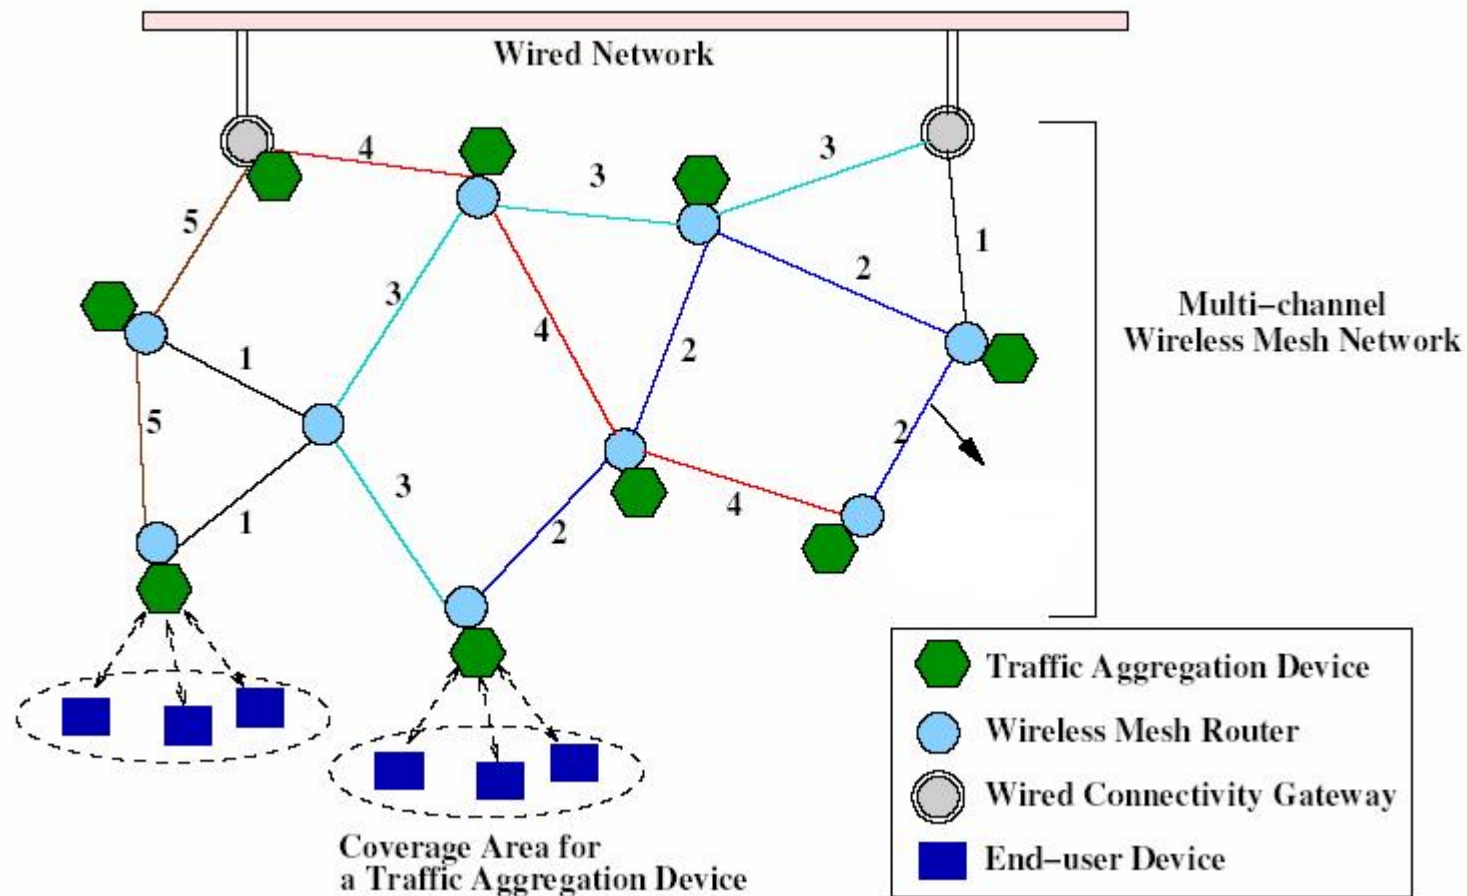 Wired Network
4
3
3
5
1
3
2
4
2
1
5
2
3
1
2
4
Multi−channel
Wireless Mesh Network
Traffic Aggregation Device
Wireless Mesh Router
Wired Connectivity Gateway
End−user Device
Coverage Area for
a Traffic Aggregation Device